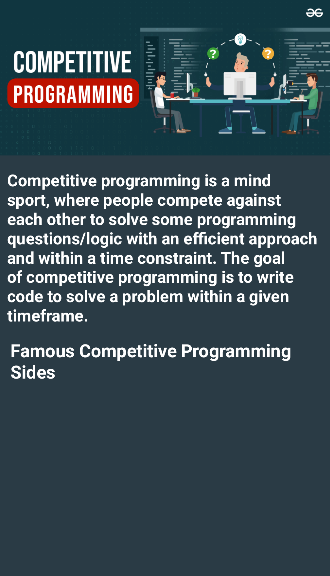 COMPETITIVE
PROGRAMMING
Competitive programming is a mind
sport, where people compete against
each other to solve some programming
questions/logic with an efficient approach
and within a time constraint. The goal
of competitive programming is to write
code to solve a problem within a given
timeframe.
Famous Competitive Programming
Sides